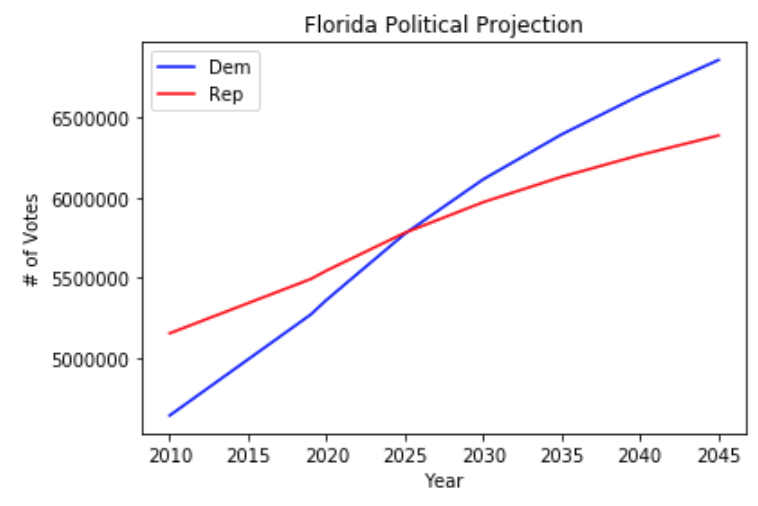 Florida Political Projection
Dem
Rep
6500000
6000000
5500000
5000000
# of Votes
2010 2015 2020 2025 2030 2035 2040 2045
Year